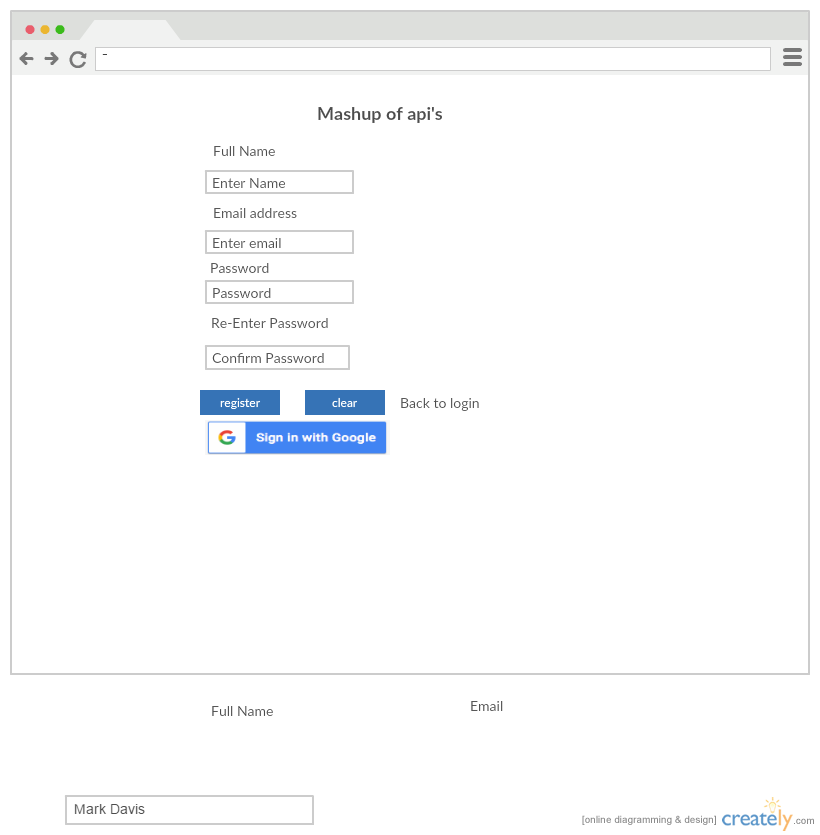 -
Mashup of api's
Full Name
Enter Name
Email address
Enter email
Password
Password
Re-Enter Password
Confirm Password
register clear Back to login
G Sign in with Google
Full Name Email
Mark Davis
[online diagramming & design] creately.com